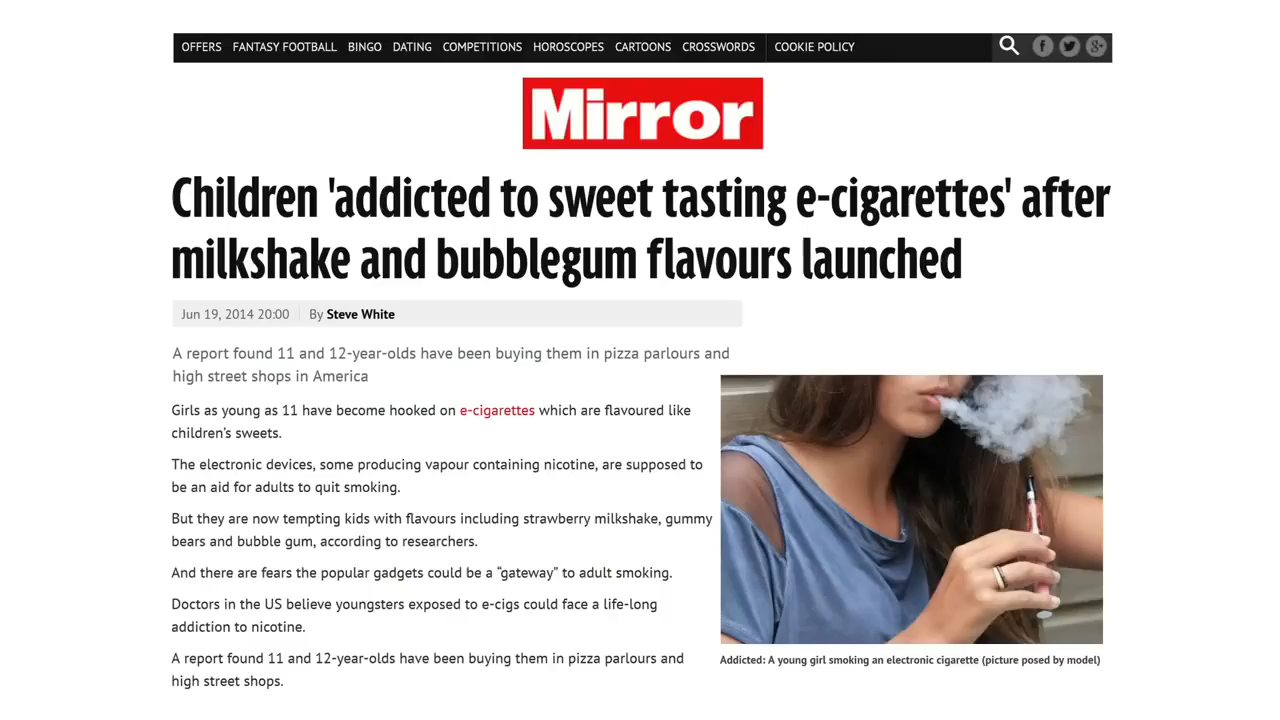 OFFERS FANTASY FOOTBALL BINGO DATING COMPETITIONS HOROSCOPES CARTOONS CROSSWORDS COOKIE POLICY
Mirror
Children 'addicted to sweet tasting e-cigarettes' after
milkshake and bubblegum flavours launched
Jun 19, 2014 20:00 By Steve White
A report found 11 and 12-year-olds have been buying them in pizza parlours and
high street shops in America
Girls as young as 11 have become hooked on e-cigarettes which are flavoured like
children's sweets.
The electronic devices, some producing vapour containing nicotine, are supposed to
be an aid for adults to quit smoking.
But they are now tempting kids with flavours including strawberry milkshake, gummy
bears and bubble gum, according to researchers.
And there are fears the popular gadgets could be a “gateway” to adult smoking.
Doctors in the US believe youngsters exposed to e-cigs could face a life-long
addiction to nicotine.
A report found 11 and 12-year-olds have been buying them in pizza parlours and
high street shops.
Addicted: A young girl smoking an electronic cigarette (picture posed by model)